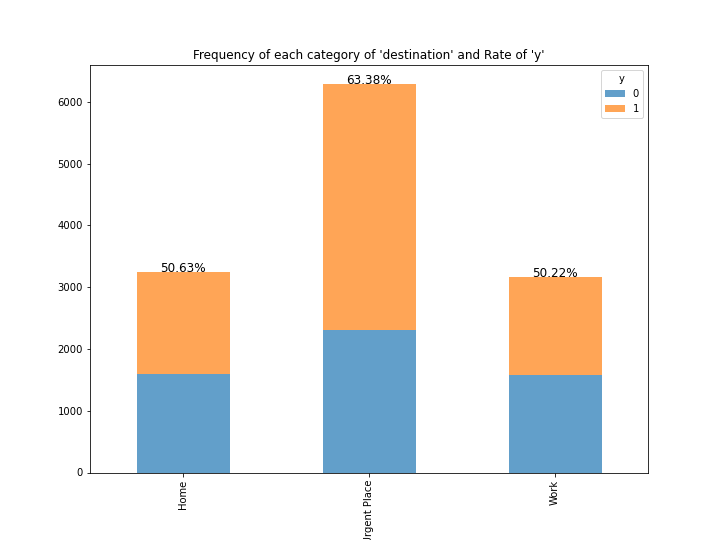 Frequency of each category of 'destination' and Rate of 'y'
63.38%
y
0
1
6000
5000
4000
50.63%
50.22%
3000
2000
1000
0
Home
Urgent Place
Work